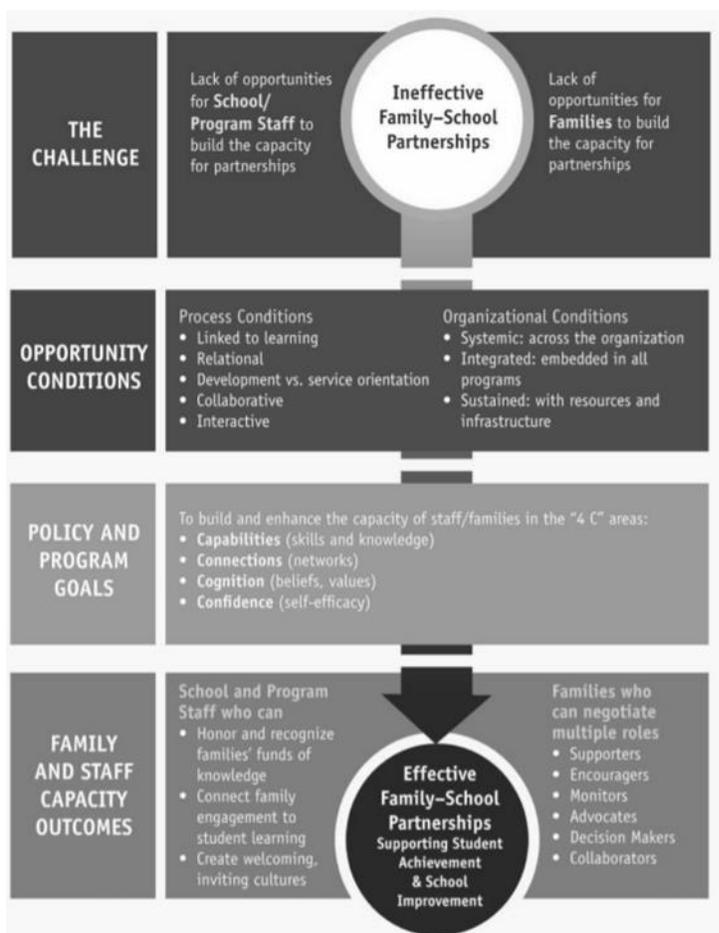 THE
CHALLENGE
Lack of opportunities
for School/
Program Staff to
build the capacity
for partnerships
Ineffective
Family–School
Partnerships
Lack of
opportunities for
Families to build
the capacity for
partnerships
OPPORTUNITY
CONDITIONS
Process Conditions
• Linked to learning
• Relational
• Development vs. service orientation
• Collaborative
• Interactive
Organizational Conditions
• Systemic: across the organization
• Integrated: embedded in all
programs
• Sustained: with resources and
infrastructure
POLICY AND
PROGRAM
GOALS
To build and enhance the capacity of staff/families in the “4 C” areas:
• Capabilities (skills and knowledge)
• Connections (networks)
• Cognition (beliefs, values)
• Confidence (self-efficacy)
FAMILY
AND STAFF
CAPACITY
OUTCOMES
School and Program
Staff who can
• Honor and recognize
families’ funds of
knowledge
• Connect family
engagement to
student learning
• Create welcoming,
inviting cultures
Effective
Family–School
Partnerships
Supporting Student
Achievement
& School
Improvement
Families who
can negotiate
multiple roles
• Supporters
• Encouragers
• Monitors
• Advocates
• Decision Makers
• Collaborators